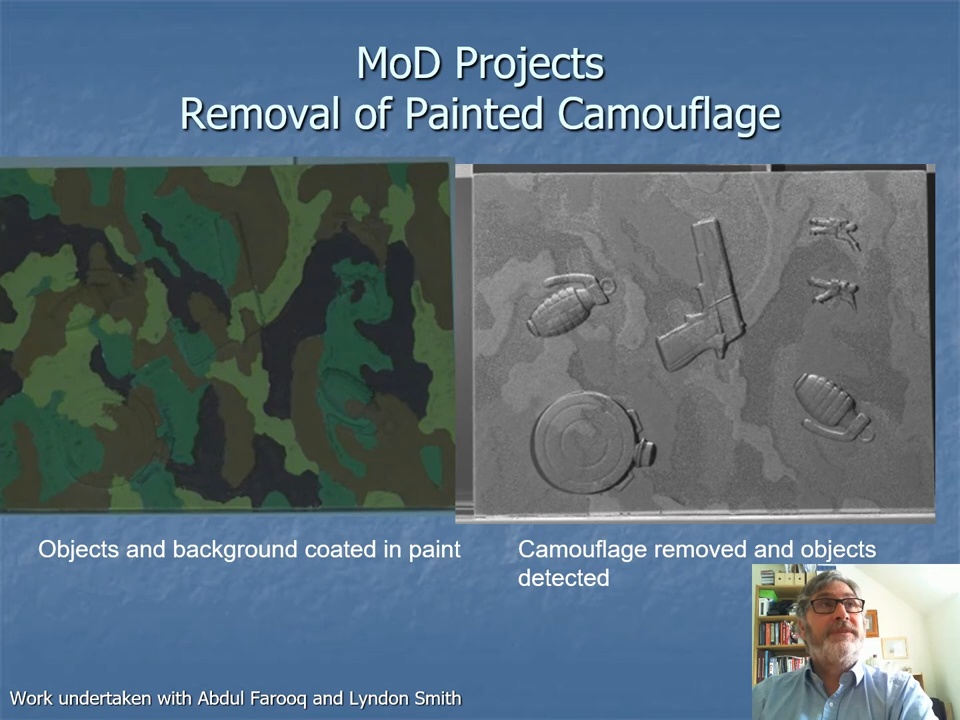 MoD Projects
Removal of Painted Camouflage
Objects and background coated in paint
Camouflage removed and objects
detected
Work undertaken with Abdul Farooq and Lyndon Smith